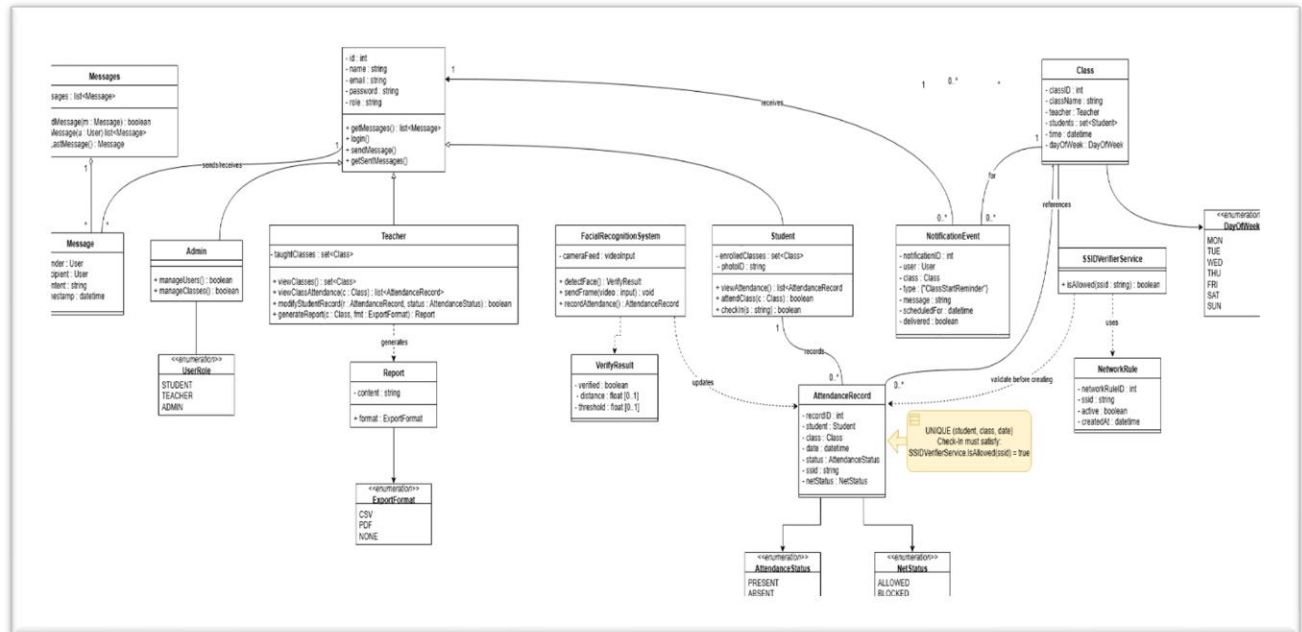 Messages
sages : list<Message>
dMessage(m : Message) : boolean
Message(u : User) list<Message>
LastMessage() : Message
1
*
Message
nder : User
cipient : User
ntent : string
nestamp : datetime
- id : int
- name : string
- email : string
- password : string
- role : string
+ getMessages() : list<Message>
+ login()
+ sendMessage()
+ getSentMessages()
1
sends/receives
*
Admin
+ manageUsers() : boolean
+ manageClasses() : boolean
<<enumeration>>
UserRole
STUDENT
TEACHER
ADMIN
Teacher
- taughtClasses : set<Class>
+ viewClasses() : set<Class>
+ viewClassAttendance(c : Class) : list<AttendanceRecord>
+ modifyStudentRecord(r : AttendanceRecord, status : AttendanceStatus) : boolean
+ generateReport(c : Class, fmt : ExportFormat) : Report
generates
Report
- content : string
+ format : ExportFormat
<<enumeration>>
ExportFormat
CSV
PDF
NONE
FacialRecognitionSystem
- cameraFeed : videoInput
+ detectFace() : VerifyResult
+ sendFrame(video : input) : void
+ recordAttendance() : AttendanceRecord
VerifyResult
- verified : boolean
- distance : float [0..1]
- threshold : float [0..1]
updates
Student
- enrolledClasses : set<Class>
- photoID : string
+ viewAttendance() : list<AttendanceRecord>
+ attendClass(c : Class) : boolean
+ checkIn(s : string) : boolean
1
records
0..*
0..*
AttendanceRecord
- recordID : int
- student : Student
- class : Class
- date : datetime
- status : AttendanceStatus
- ssid : string
- netStatus : NetStatus
<<enumeration>>
AttendanceStatus
PRESENT
ABSENT
<<enumeration>>
NetStatus
ALLOWED
BLOCKED
UNIQUE (student, class, date)
Check-In must satisfy:
SSIDVerifierService.IsAllowed(ssid) = true
1
receives
0..*
1
0..*
*
NotificationEvent
- notificationID : int
- user : User
- class : Class
- type : {"ClassStartReminder"}
- message : string
- scheduledFor : datetime
- delivered : boolean
0..*
for
1
Class
- classID : int
- className : string
- teacher : Teacher
- students : set<Student>
- time : datetime
- dayOfWeek : DayOfWeek
1
references
SSIDVerifierService
+ isAllowed(ssid : string) : boolean
uses
validate before creating
NetworkRule
- networkRuleID : int
- ssid : string
- active : boolean
- createdAt : datetime
<<enumeration
DayOfWeek
MON
TUE
WED
THU
FRI
SAT
SUN